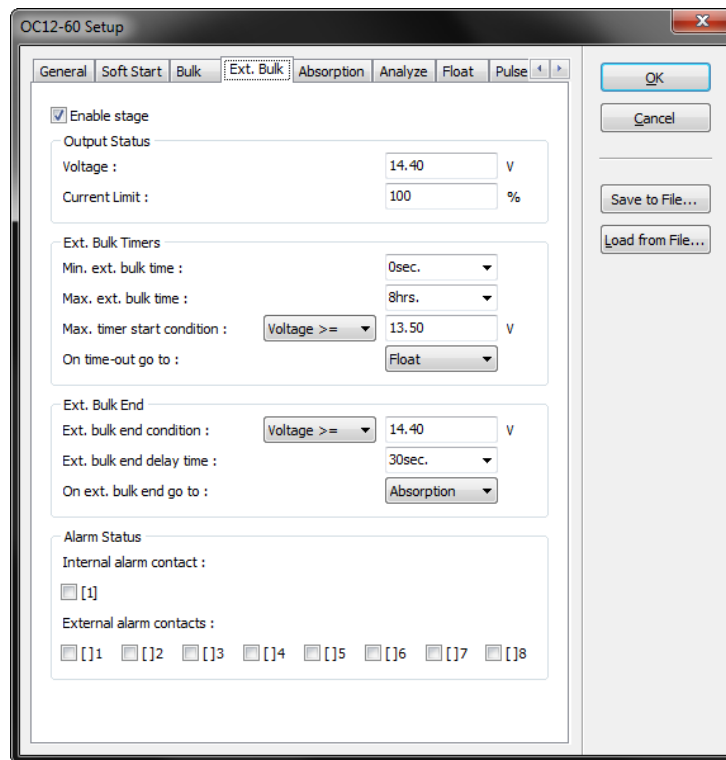 OC12-60 Setup
General Soft Start Bulk Ext. Bulk Absorption Analyze Float Pulse
OK
Cancel
Save to File...
Load from File...
Enable stage
Output Status
Voltage : 14.40 V
Current Limit : 100 %
Ext. Bulk Timers
Min. ext. bulk time : 0sec.
Max. ext. bulk time : 8hrs.
Max. timer start condition : Voltage >= 13.50 V
On time-out go to : Float
Ext. Bulk End
Ext. bulk end condition : Voltage >= 14.40 V
Ext. bulk end delay time : 30sec.
On ext. bulk end go to : Absorption
Alarm Status
Internal alarm contact :
[1]
External alarm contacts :
[ ]1 [ ]2 [ ]3 [ ]4 [ ]5 [ ]6 [ ]7 [ ]8